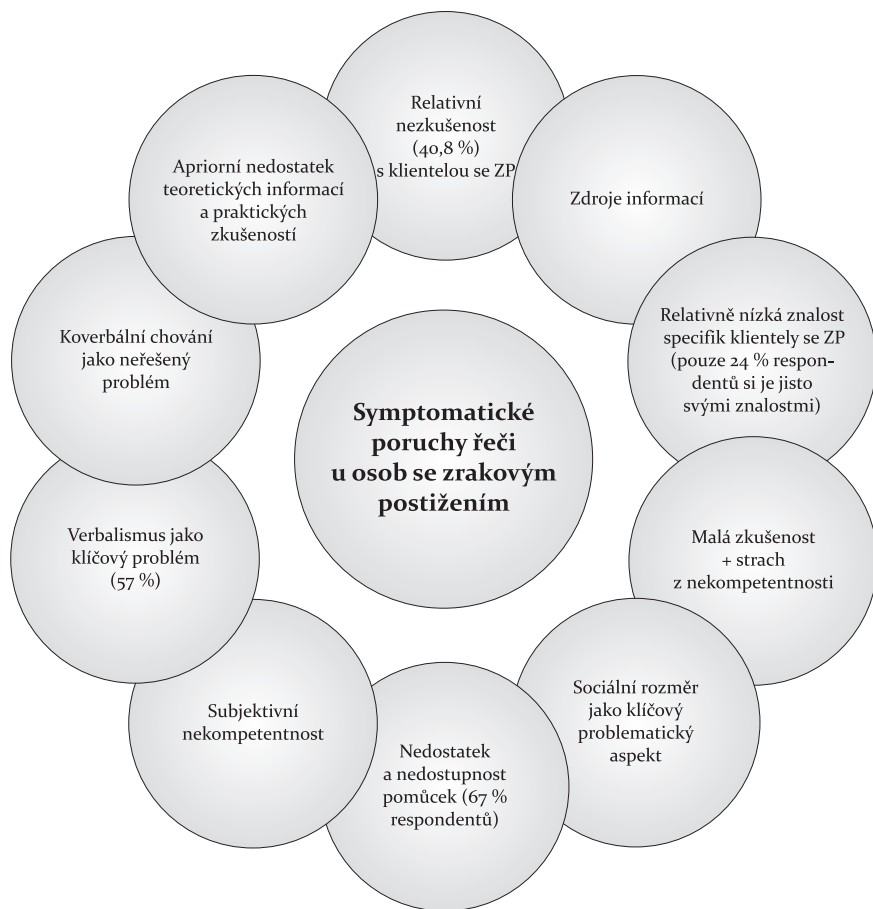 Relativní
nezkušenost
(40,8 %)
s klientelou se ZP
Zdroje informací
Relativně nízká znalost
specifik klientely se ZP
(pouze 24 % respon-
dentů si je jisto
svými znalostmi)
Malá zkušenost
+ strach
z nekompetentnosti
Sociální rozměr
jako klíčový
problematický
aspekt
Nedostatek
a nedostupnost
pomůcek (67 %
respondentů)
Subjektivní
nekompetentnost
Verbalismus jako
klíčový problém
(57 %)
Koverbální chování
jako neřešený
problém
Apriorní nedostatek
teoretických informací
a praktických
zkušeností
Symptomatické
poruchy řeči
u osob se zrakovým
postižením